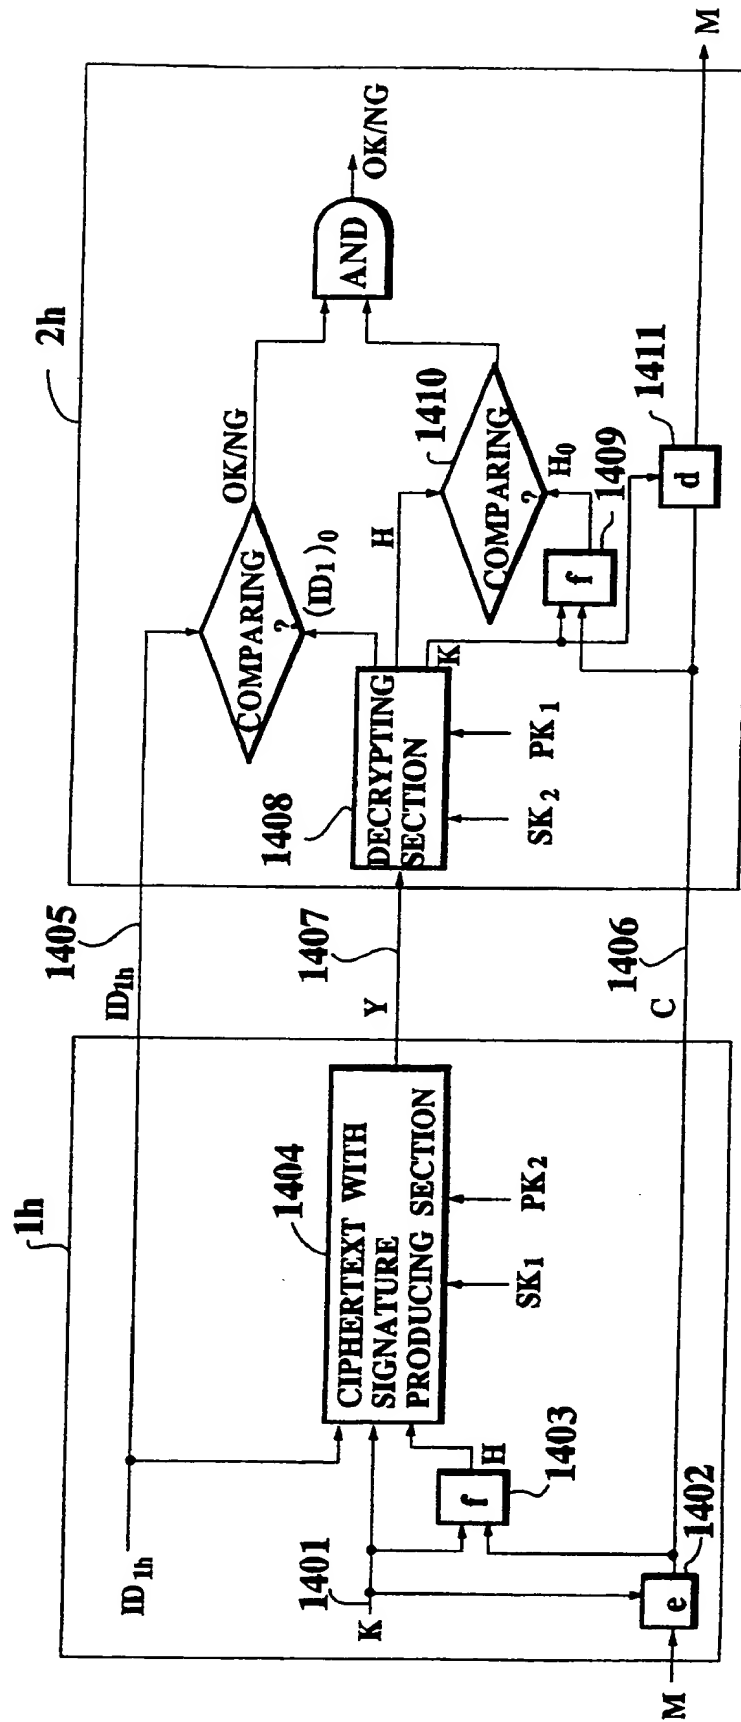 1h
ID1h
1401
K
M
e
1402
f
H
1403
1404
CIPHERTEXT WITH
SIGNATURE
PRODUCING SECTION
SK1
PK2
ID1h
1405
Y
1407
C
1406
2h
1408
DECRYPTING
SECTION
SK2
PK1
COMPARING
?
(ID1)0
OK/NG
H
K
COMPARING
?
1410
H0
f
1409
d
1411
AND
OK/NG
M